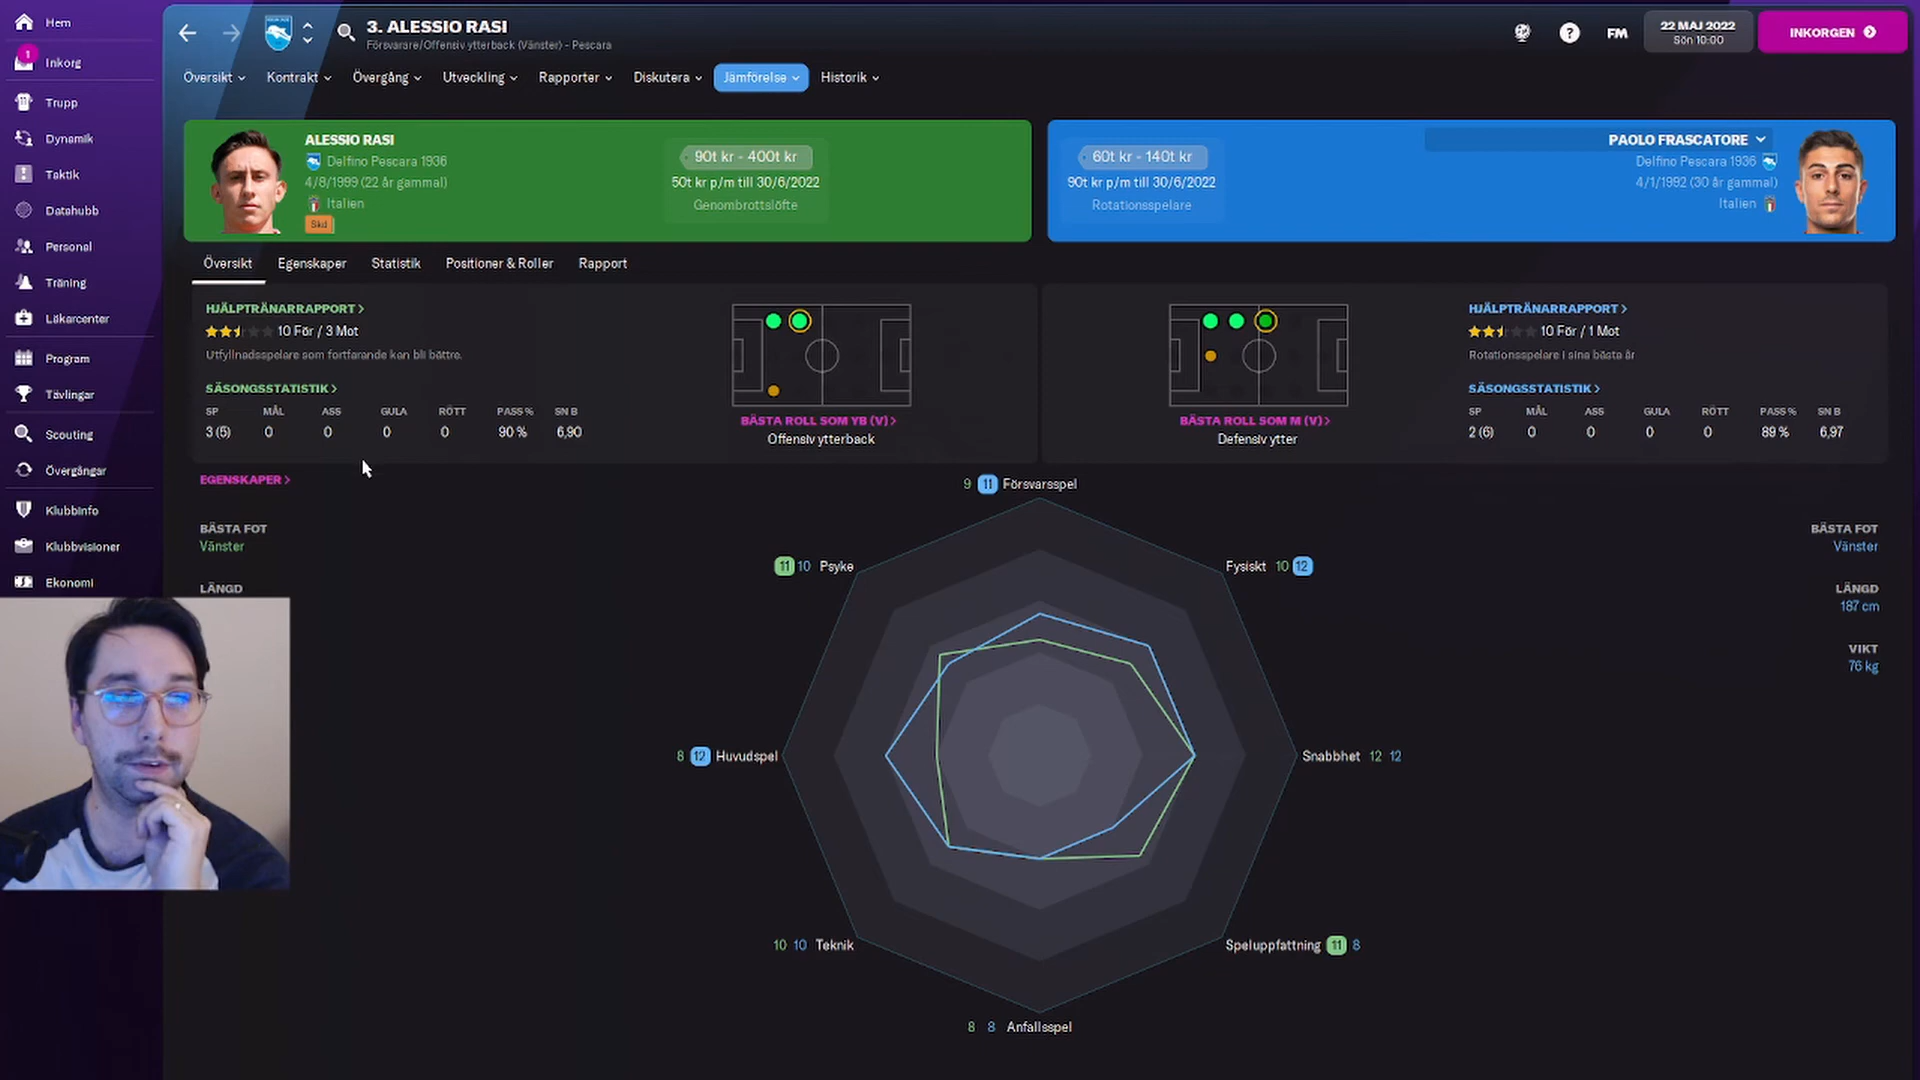 Hem
1
Inkorg
Trupp
Dynamik
Taktik
Datahubb
Personal
Träning
Läkarcenter
Program
Tävlingar
Scouting
Övergångar
Klubbinfo
Klubbvisioner
Ekonomi
3. ALESSIO RASI
Försvarare/Offensiv ytterback (Vänster) - Pescara
?
FM
22 MAJ 2022
Sön 10:00
INKORGEN
Översikt
Kontrakt
Övergång
Utveckling
Rapporter
Diskutera
Jämförelse
Historik
ALESSIO RASI
Delfino Pescara 1936
4/8/1999 (22 år gammal)
Italien
Skd
90t kr - 400t kr
50t kr p/m till 30/6/2022
Genombrottslöfte
60t kr - 140t kr
90t kr p/m till 30/6/2022
Rotationsspelare
PAOLO FRASCATORE
Delfino Pescara 1936
4/1/1992 (30 år gammal)
Italien
Översikt
Egenskaper
Statistik
Positioner & Roller
Rapport
HJÄLPTRÄNARRAPPORT >
10 För / 3 Mot
Utfyllnadsspelare som fortfarande kan bli bättre.
SÄSONGSSTATISTIK >
SP MÅL ASS GULA RÖTT PASS % SN B
3 (5) 0 0 0 0 90 % 6,90
BÄSTA ROLL SOM YB (V) >
Offensiv ytterback
BÄSTA ROLL SOM M (V) >
Defensiv ytter
HJÄLPTRÄNARRAPPORT >
10 För / 1 Mot
Rotationsspelare i sina bästa år
SÄSONGSSTATISTIK >
SP MÅL ASS GULA RÖTT PASS % SN B
2 (6) 0 0 0 0 89 % 6,97
EGENSKAPER >
BÄSTA FOT
Vänster
LÄNGD
9 11 Försvarsspel
11 10 Psyke
Fysiskt 10 12
8 12 Huvudspel
Snabbhet 12 12
10 10 Teknik
Speluppfattning 11 8
8 8 Anfallsspel
BÄSTA FOT
Vänster
LÄNGD
187 cm
VIKT
76 kg